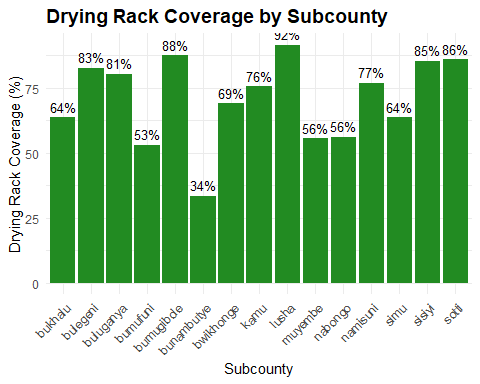 Drying Rack Coverage by Subcounty
Drying Rack Coverage (%)
75
50
25
0
64%
83%
81%
53%
88%
34%
69%
76%
92%
56%
56%
77%
64%
85%
86%
bukhalu
bulegeni
buluganya
bumufuni
bumugibole
bunambutye
bwikhonge
kamu
lusha
muyembe
nabongo
namisuni
simu
sisiyi
sotti
Subcounty